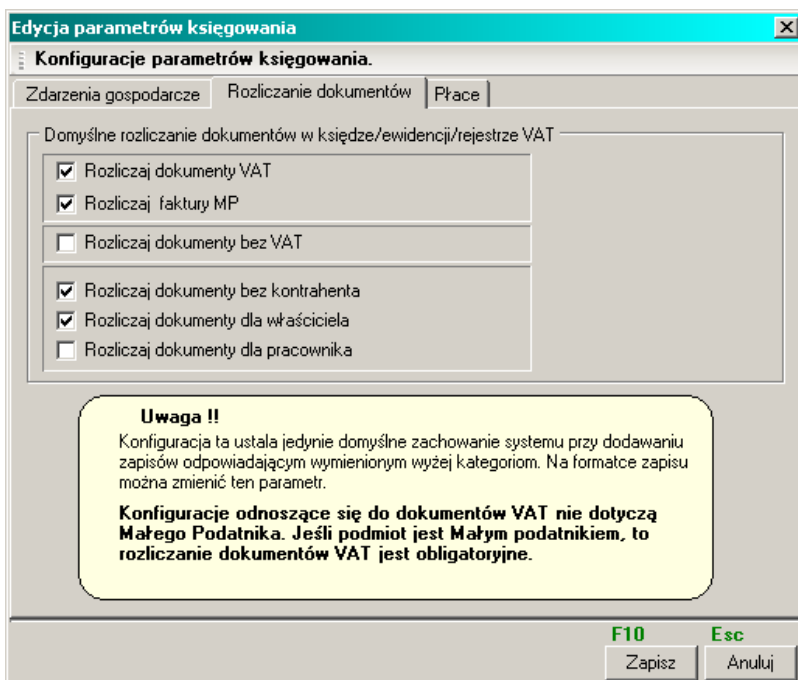 Edycja parametrów księgowania
Konfiguracje parametrów księgowania.
Zdarzenia gospodarcze Rozliczanie dokumentów Płace
Domyślne rozliczanie dokumentów w księdze/ewidencji/rejestrze VAT
Rozliczaj dokumenty VAT
Rozliczaj faktury MP
Rozliczaj dokumenty bez VAT
Rozliczaj dokumenty bez kontrahenta
Rozliczaj dokumenty dla właściciela
Rozliczaj dokumenty dla pracownika
Uwaga !!
Konfiguracja ta ustala jedynie domyślne zachowanie systemu przy dodawaniu
zapisów odpowiadającym wymienionym wyżej kategoriom. Na formatce zapisu
można zmienić ten parametr.
Konfiguracje odnoszące się do dokumentów VAT nie dotyczą
Małego Podatnika. Jeśli podmiot jest Małym podatnikiem, to
rozliczanie dokumentów VAT jest obligatoryjne.
F10 Esc
Zapisz Anuluj